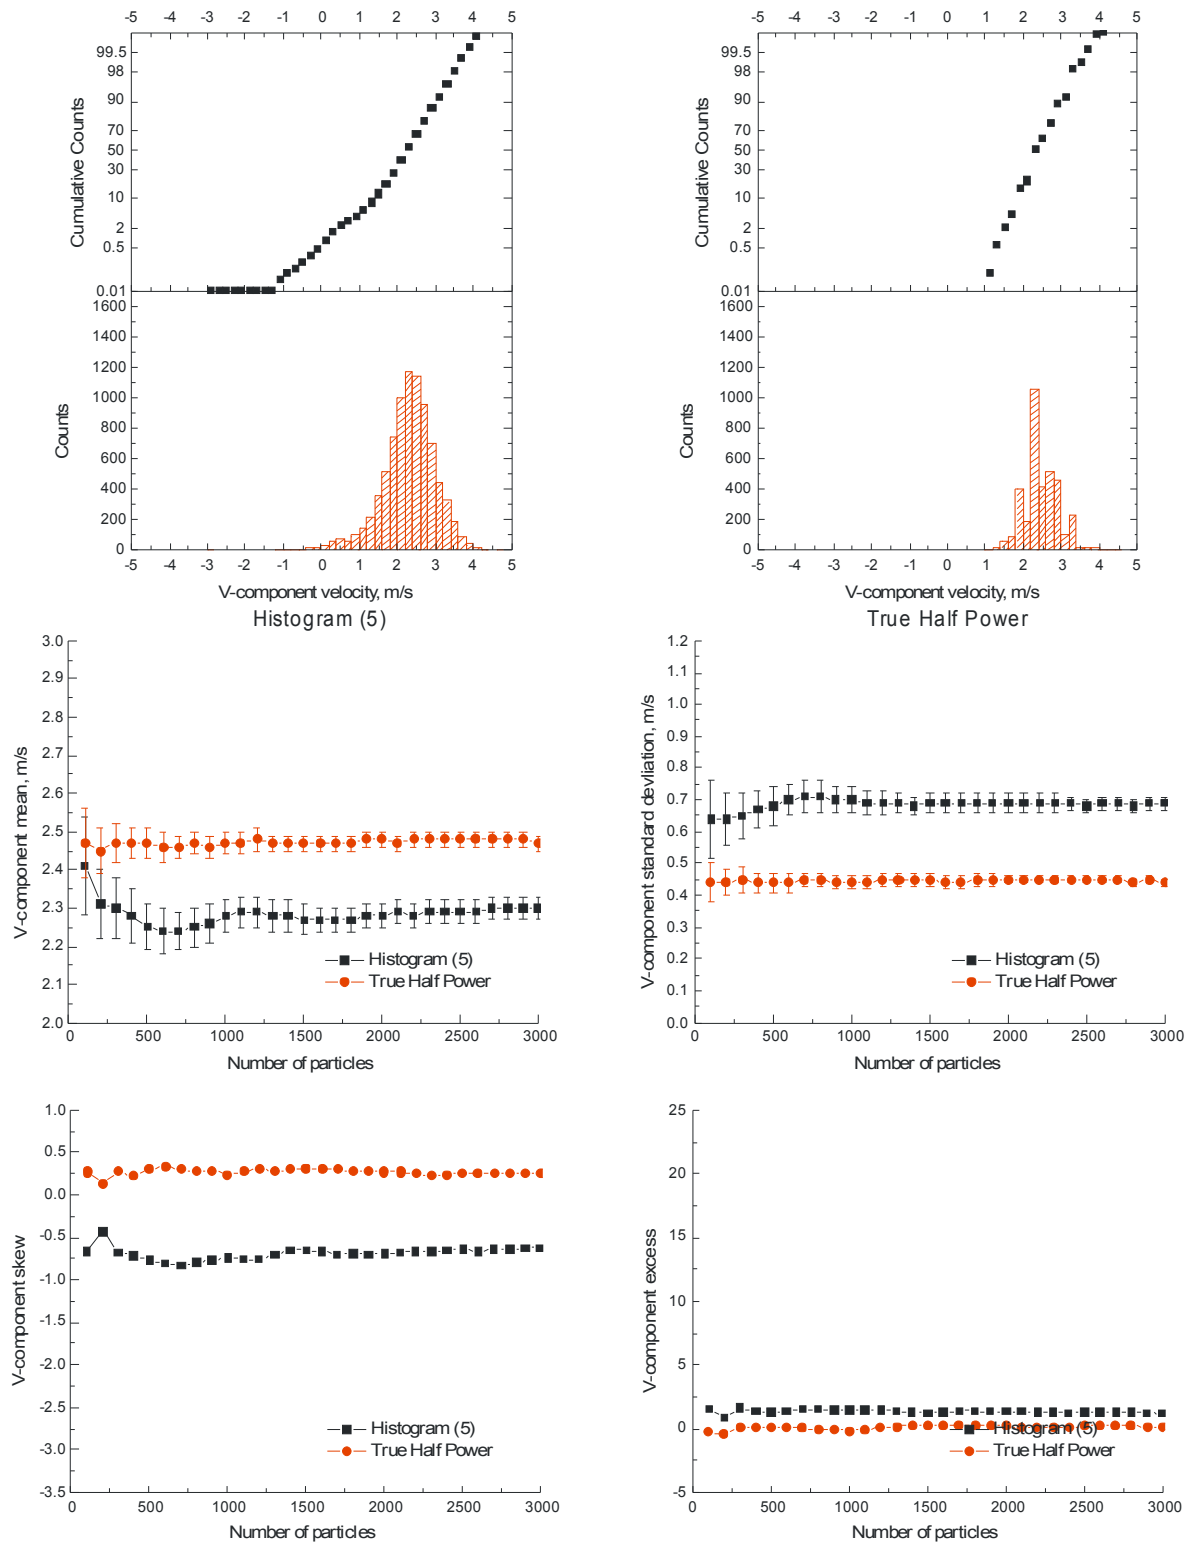 -5 -4 -3 -2 -1 0 1 2 3 4 5
99.5
98
90
70
50
30
10
2
0.5
0.01
Cumulative Counts
1600
1400
1200
1000
800
600
400
200
0
Counts
-5 -4 -3 -2 -1 0 1 2 3 4 5
V-component velocity, m/s
Histogram (5)
-5 -4 -3 -2 -1 0 1 2 3 4 5
99.5
98
90
70
50
30
10
2
0.5
0.01
Cumulative Counts
1600
1400
1200
1000
800
600
400
200
0
Counts
-5 -4 -3 -2 -1 0 1 2 3 4 5
V-component velocity, m/s
True Half Power
3.0
2.9
2.8
2.7
2.6
2.5
2.4
2.3
2.2
2.1
2.0
V-component mean, m/s
Histogram (5)
True Half Power
0 500 1000 1500 2000 2500 3000
Number of particles
1.2
1.1
1.0
0.9
0.8
0.7
0.6
0.5
0.4
0.3
0.2
0.1
0.0
V-component standard devliation, m/s
Histogram (5)
True Half Power
0 500 1000 1500 2000 2500 3000
Number of particles
1.0
0.5
0.0
-0.5
-1.0
-1.5
-2.0
-2.5
-3.0
-3.5
V-component skew
Histogram (5)
True Half Power
0 500 1000 1500 2000 2500 3000
Number of particles
25
20
15
10
5
0
-5
V-component excess
Histogram (5)
True Half Power
0 500 1000 1500 2000 2500 3000
Number of particles